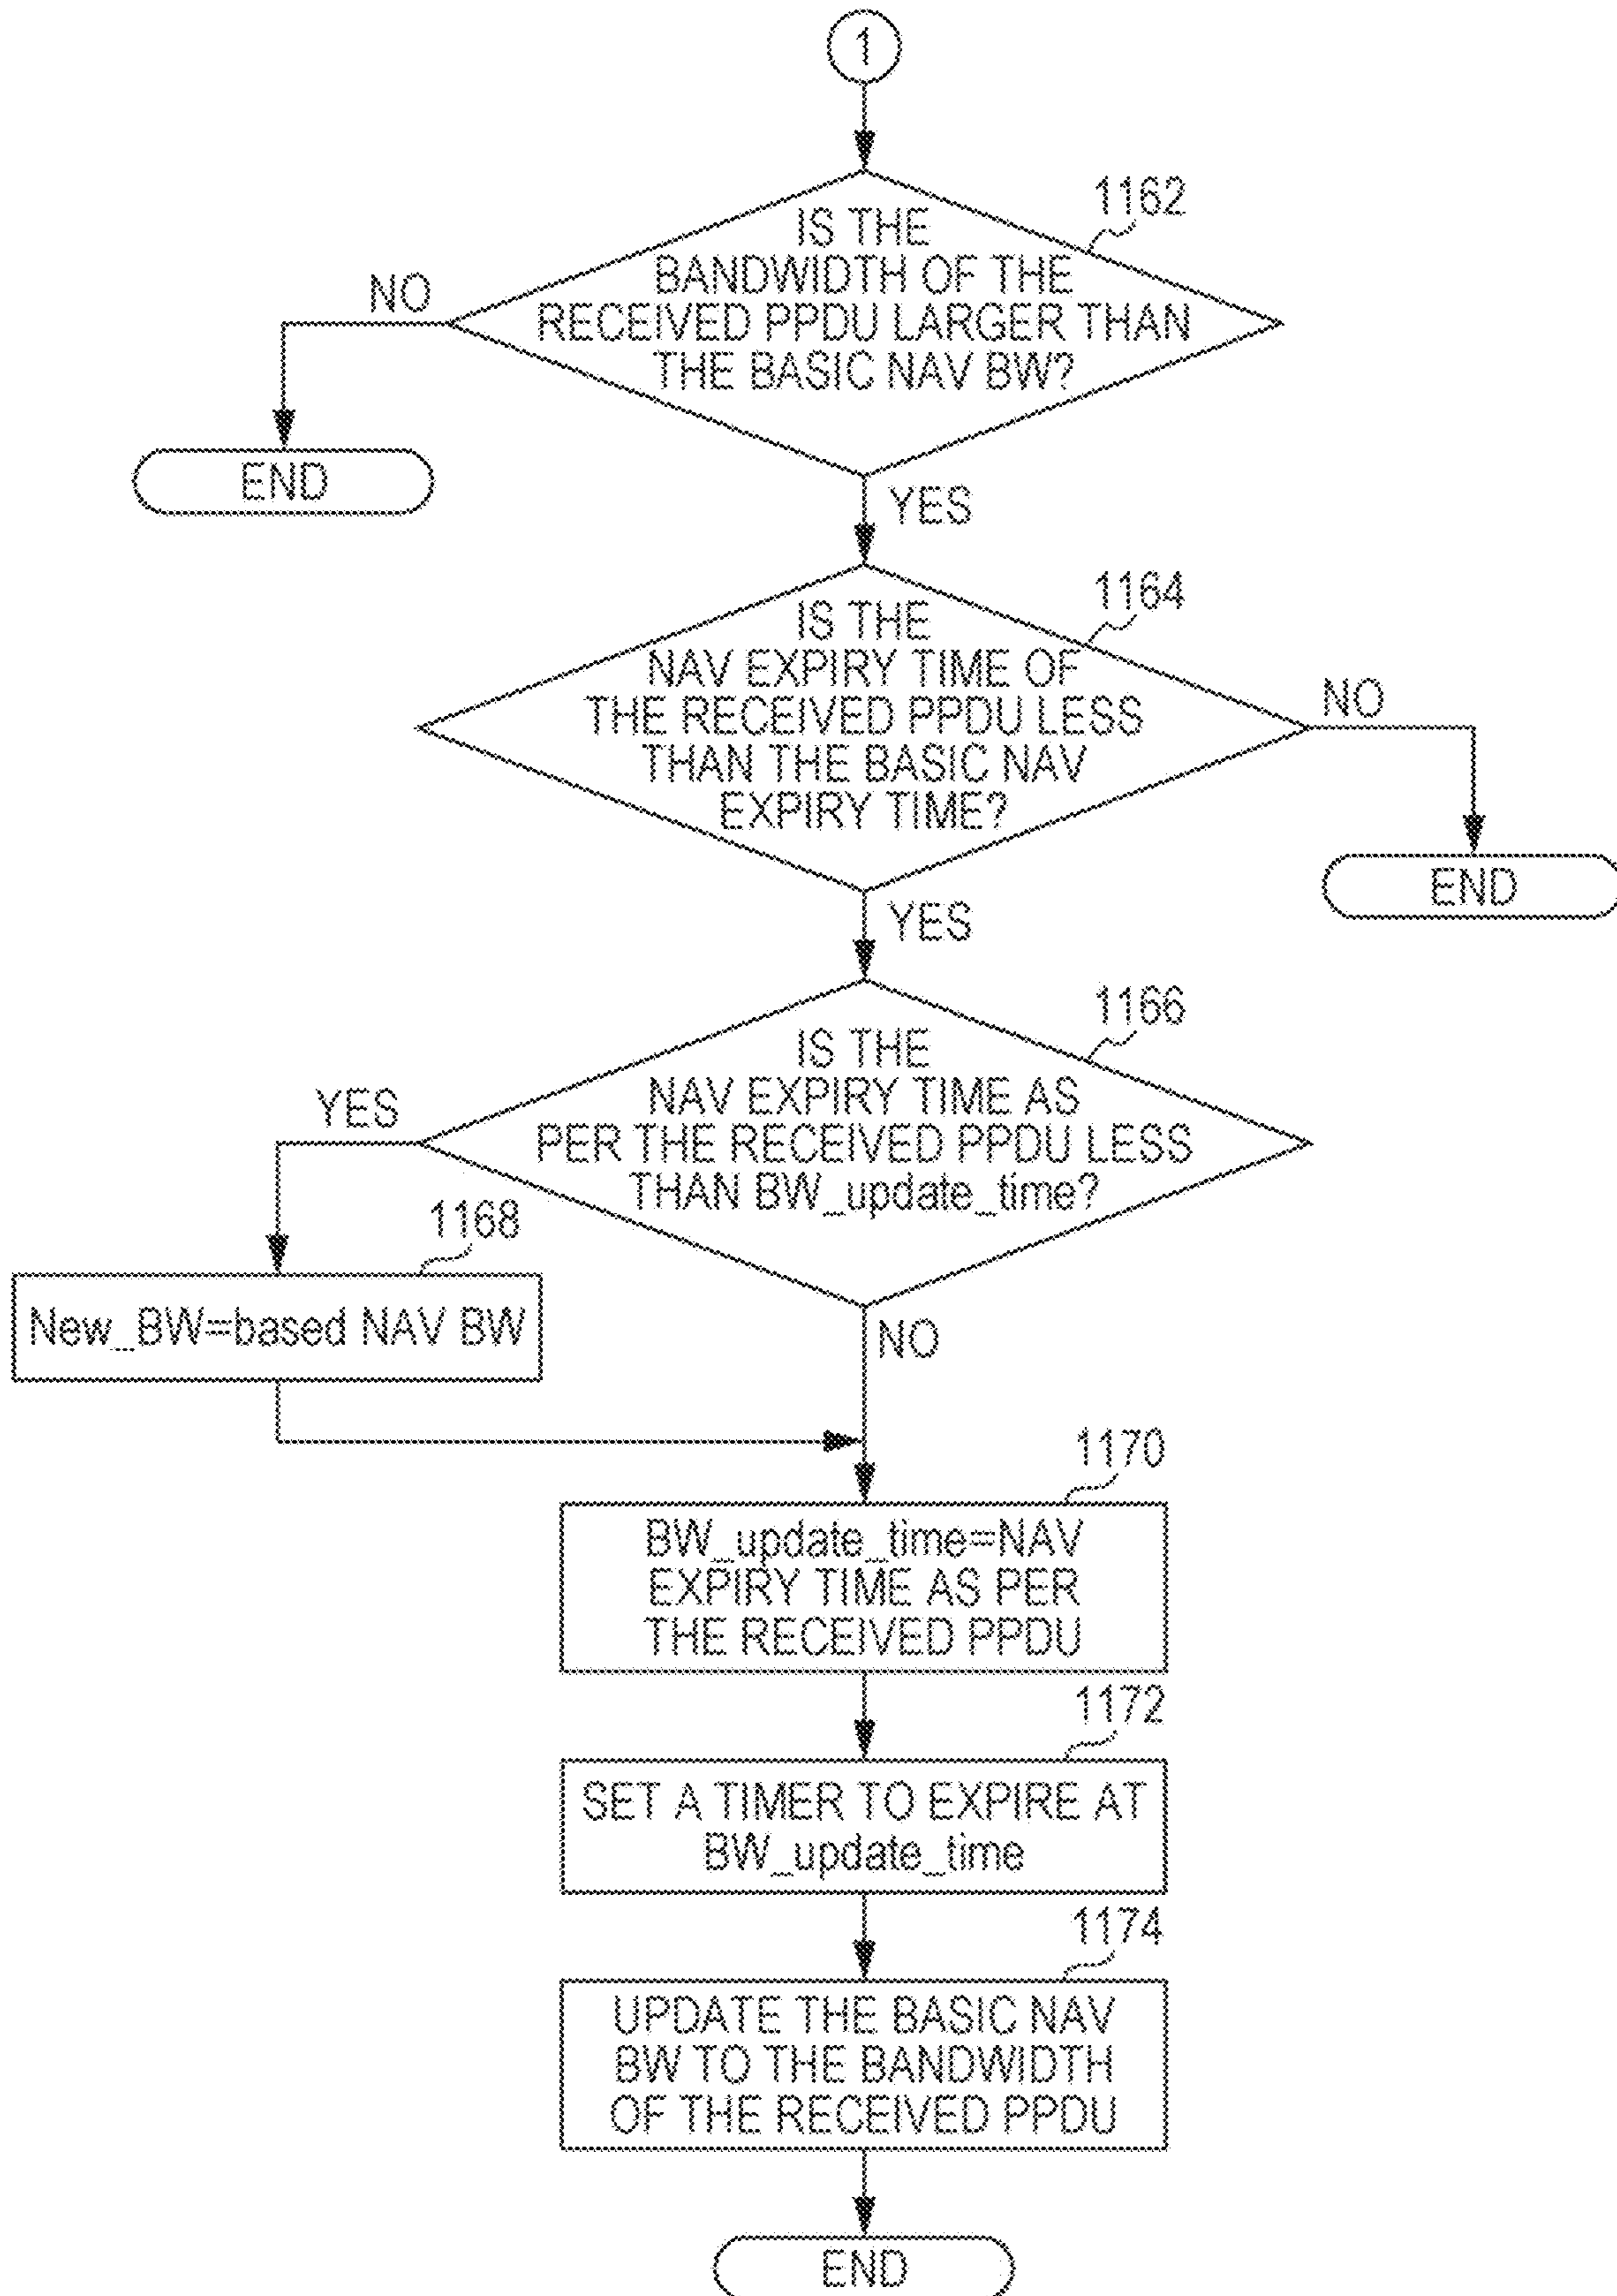 1
1162
IS THE
BANDWIDTH OF THE
RECEIVED PPDU LARGER THAN
THE BASIC NAV BW?
NO
END
YES
1164
IS THE
NAV EXPIRY TIME OF
THE RECEIVED PPDU LESS
THAN THE BASIC NAV
EXPIRY TIME?
NO
END
YES
1166
IS THE
NAV EXPIRY TIME AS
PER THE RECEIVED PPDU LESS
THAN BW_update_time?
YES
1168
New_BW=based NAV BW
NO
1170
BW_update_time=NAV
EXPIRY TIME AS PER
THE RECEIVED PPDU
1172
SET A TIMER TO EXPIRE AT
BW_update_time
1174
UPDATE THE BASIC NAV
BW TO THE BANDWIDTH
OF THE RECEIVED PPDU
END